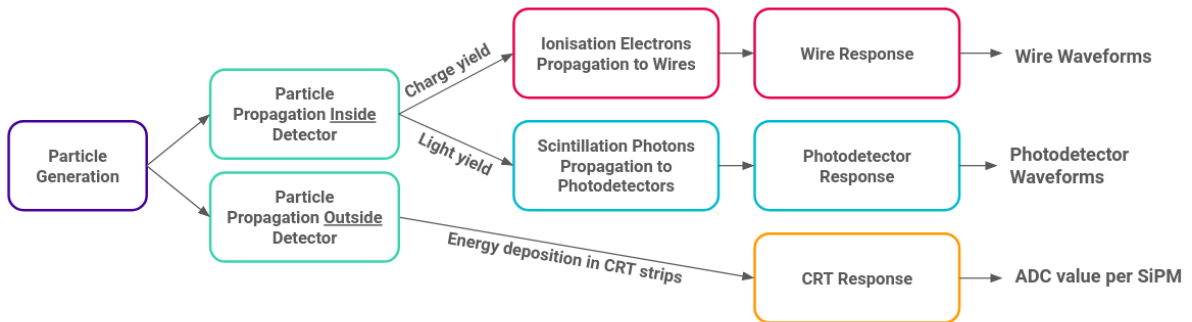 Particle
Generation
Particle
Propagation Inside
Detector
Particle
Propagation Outside
Detector
Charge yield
Light yield
Energy deposition in CRT strips
Ionisation Electrons
Propagation to Wires
Scintillation Photons
Propagation to
Photodetectors
Wire Response
Photodetector
Response
CRT Response
Wire Waveforms
Photodetector
Waveforms
ADC value per SiPM